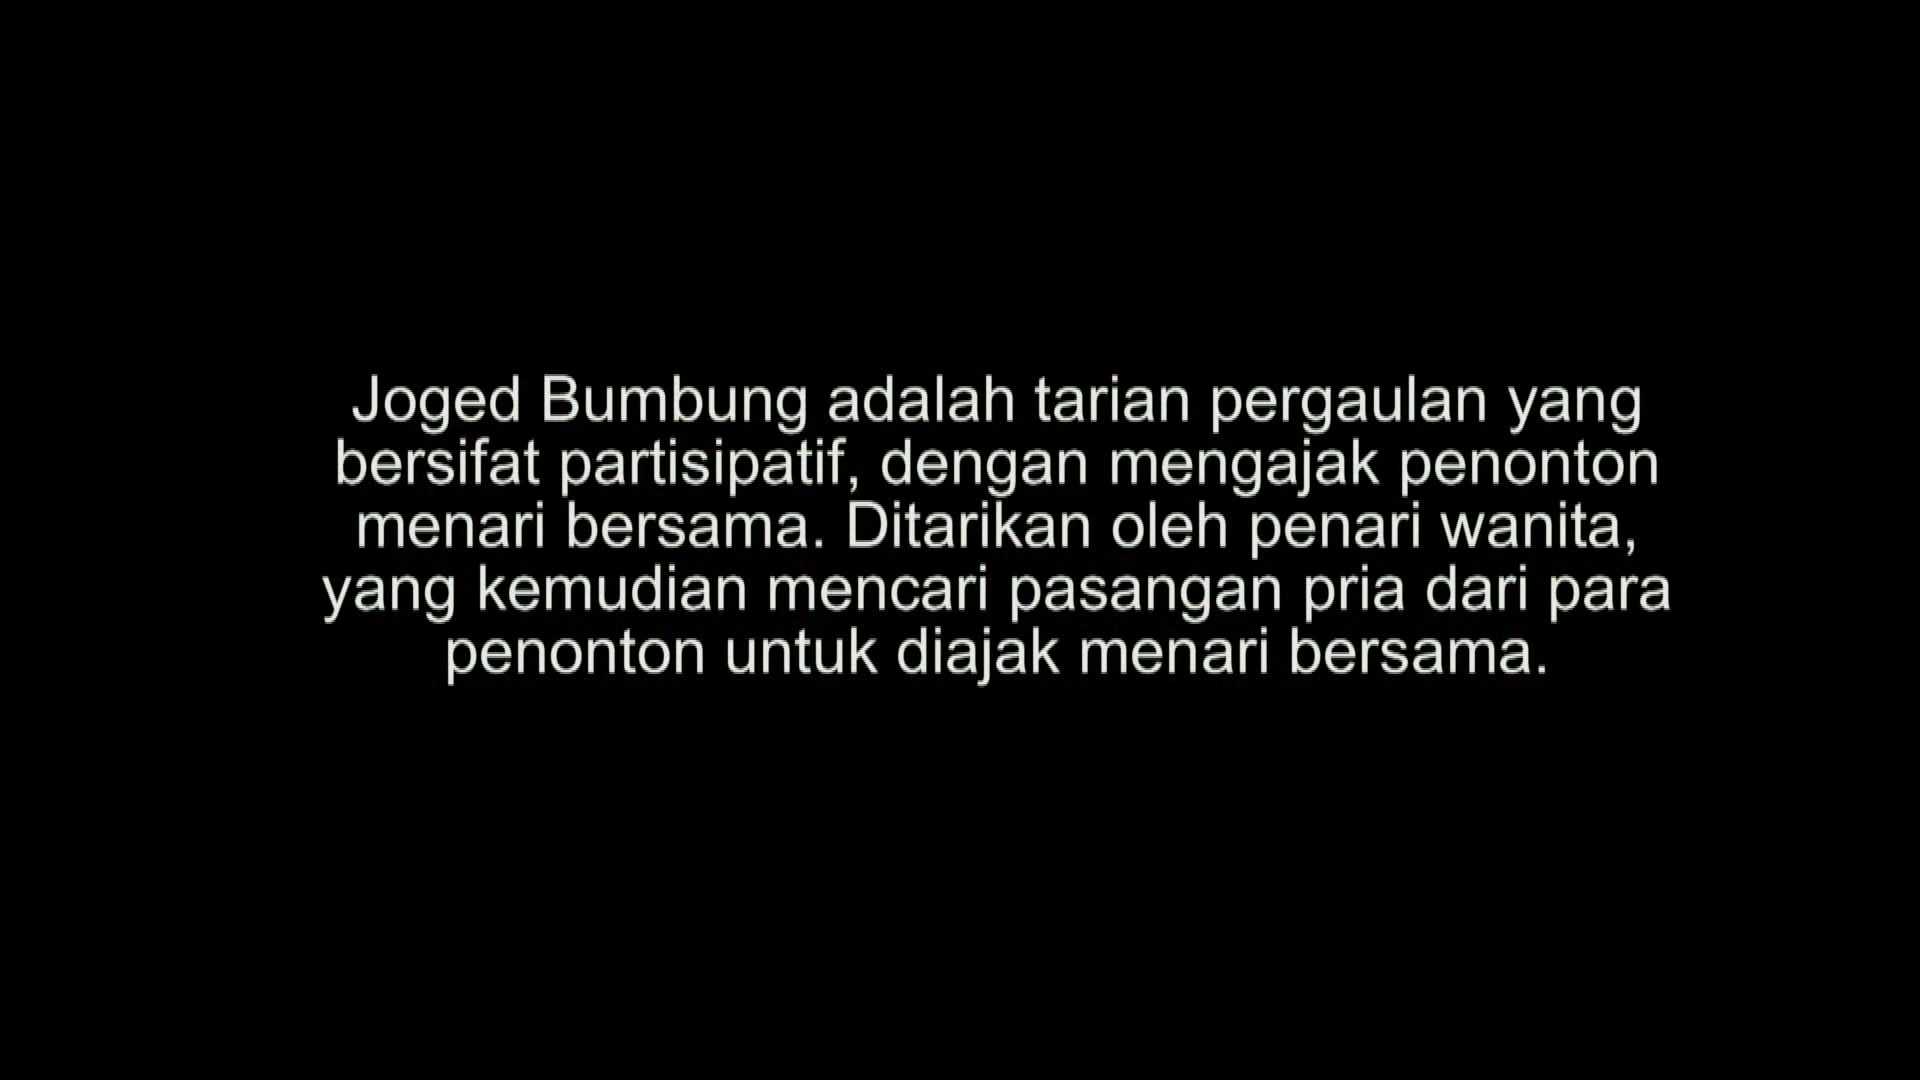 Joged Bumbung adalah tarian pergaulan yang
bersifat partisipatif, dengan mengajak penonton
menari bersama. Ditarikan oleh penari wanita,
yang kemudian mencari pasangan pria dari para
penonton untuk diajak menari bersama.